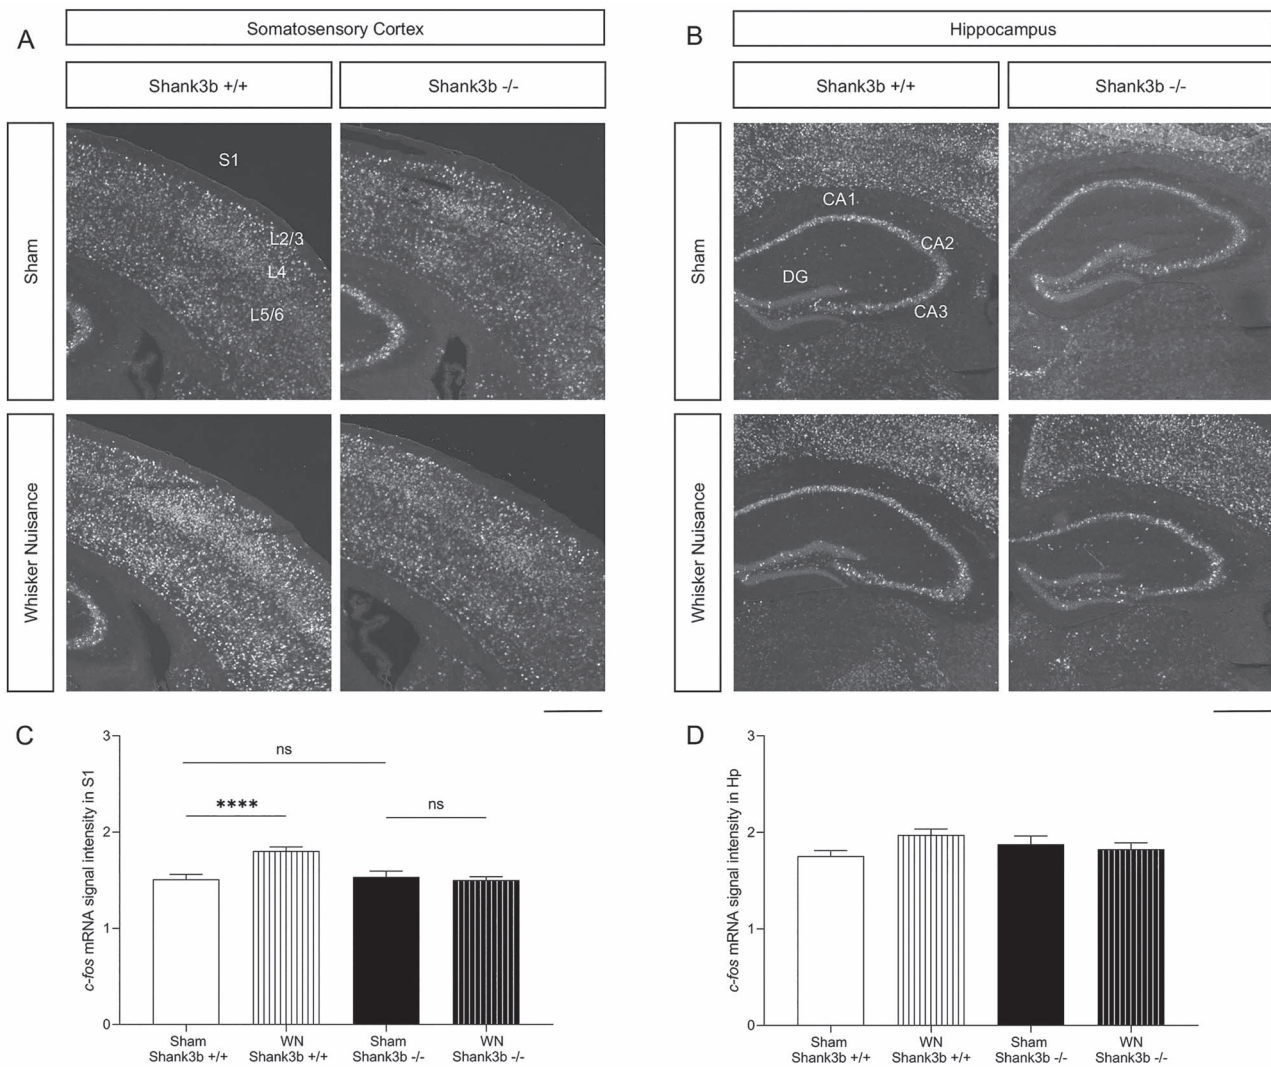 A
Somatosensory Cortex
Shank3b +/+
Shank3b -/-
Sham
S1
L2/3
L4
L5/6
Whisker Nuisance
B
Hippocampus
Shank3b +/+
Shank3b -/-
Sham
CA1
CA2
DG
CA3
Whisker Nuisance
C
c-fos mRNA signal intensity in S1
3
2
1
0
ns
****
ns
Sham
Shank3b +/+
WN
Shank3b +/+
Sham
Shank3b -/-
WN
Shank3b -/-
D
c-fos mRNA signal intensity in Hp
3
2
1
0
Sham
Shank3b +/+
WN
Shank3b +/+
Sham
Shank3b -/-
WN
Shank3b -/-